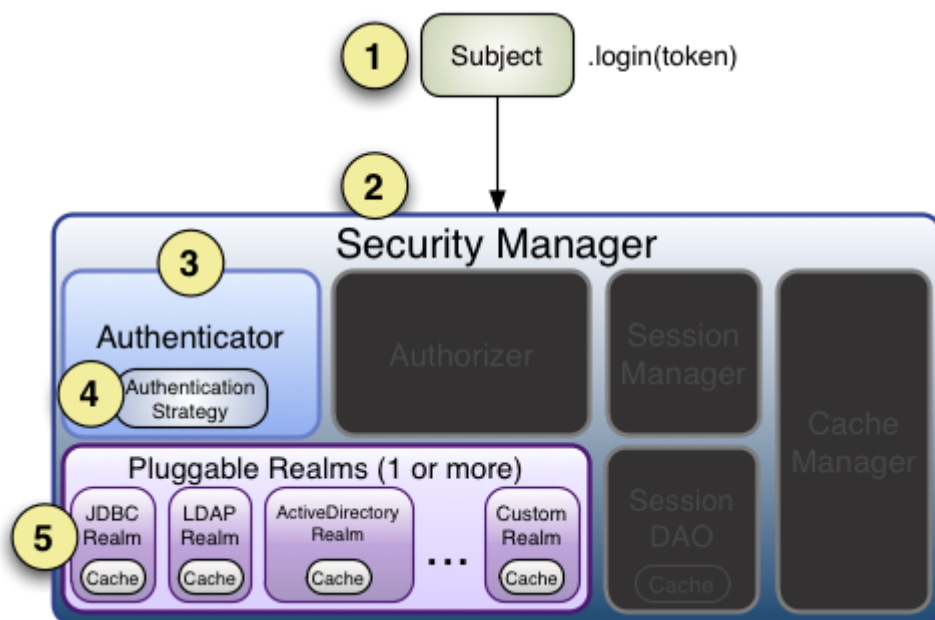 1
Subject
.login(token)
2
Security Manager
3
Authenticator
Authorizer
Session
Manager
Cache
Manager
4
Authentication
Strategy
Pluggable Realms (1 or more)
5
JDBC
Realm
Cache
LDAP
Realm
Cache
ActiveDirectory
Realm
Cache
...
Custom
Realm
Cache
Session
DAO
Cache